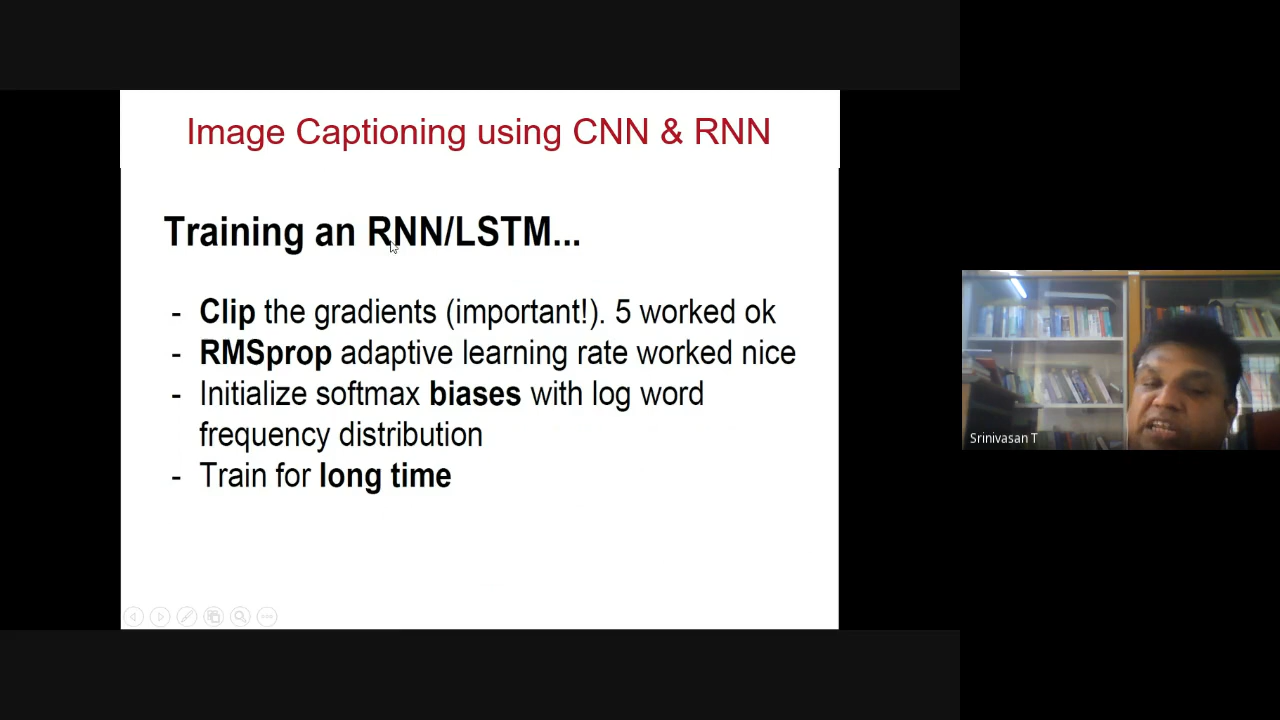 Image Captioning using CNN & RNN
Training an RNN/LSTM...
- Clip the gradients (important!). 5 worked ok
- RMSprop adaptive learning rate worked nice
- Initialize softmax biases with log word
frequency distribution
- Train for long time
Srinivasan T